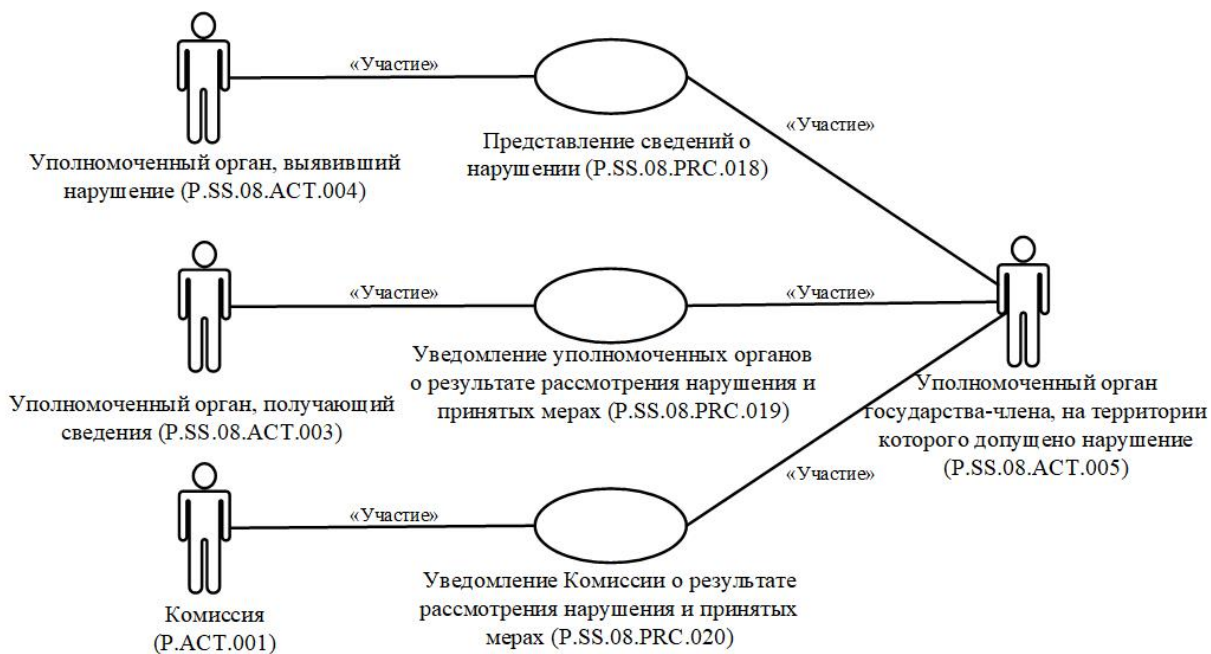 «Участие»
«Участие»
Уполномоченный орган, выявивший
нарушение (P.SS.08.ACT.004)
Представление сведений о
нарушении (P.SS.08.PRC.018)
«Участие»
«Участие»
Уполномоченный орган, получающий
сведения (P.SS.08.ACT.003)
Уведомление уполномоченных органов
о результате рассмотрения нарушения и
принятых мерах (P.SS.08.PRC.019)
Уполномоченный орган
государства-члена, на территории
которого допущено нарушение
(P.SS.08.ACT.005)
«Участие»
«Участие»
Комиссия
(P.ACT.001)
Уведомление Комиссии о результате
рассмотрения нарушения и принятых
мерах (P.SS.08.PRC.020)